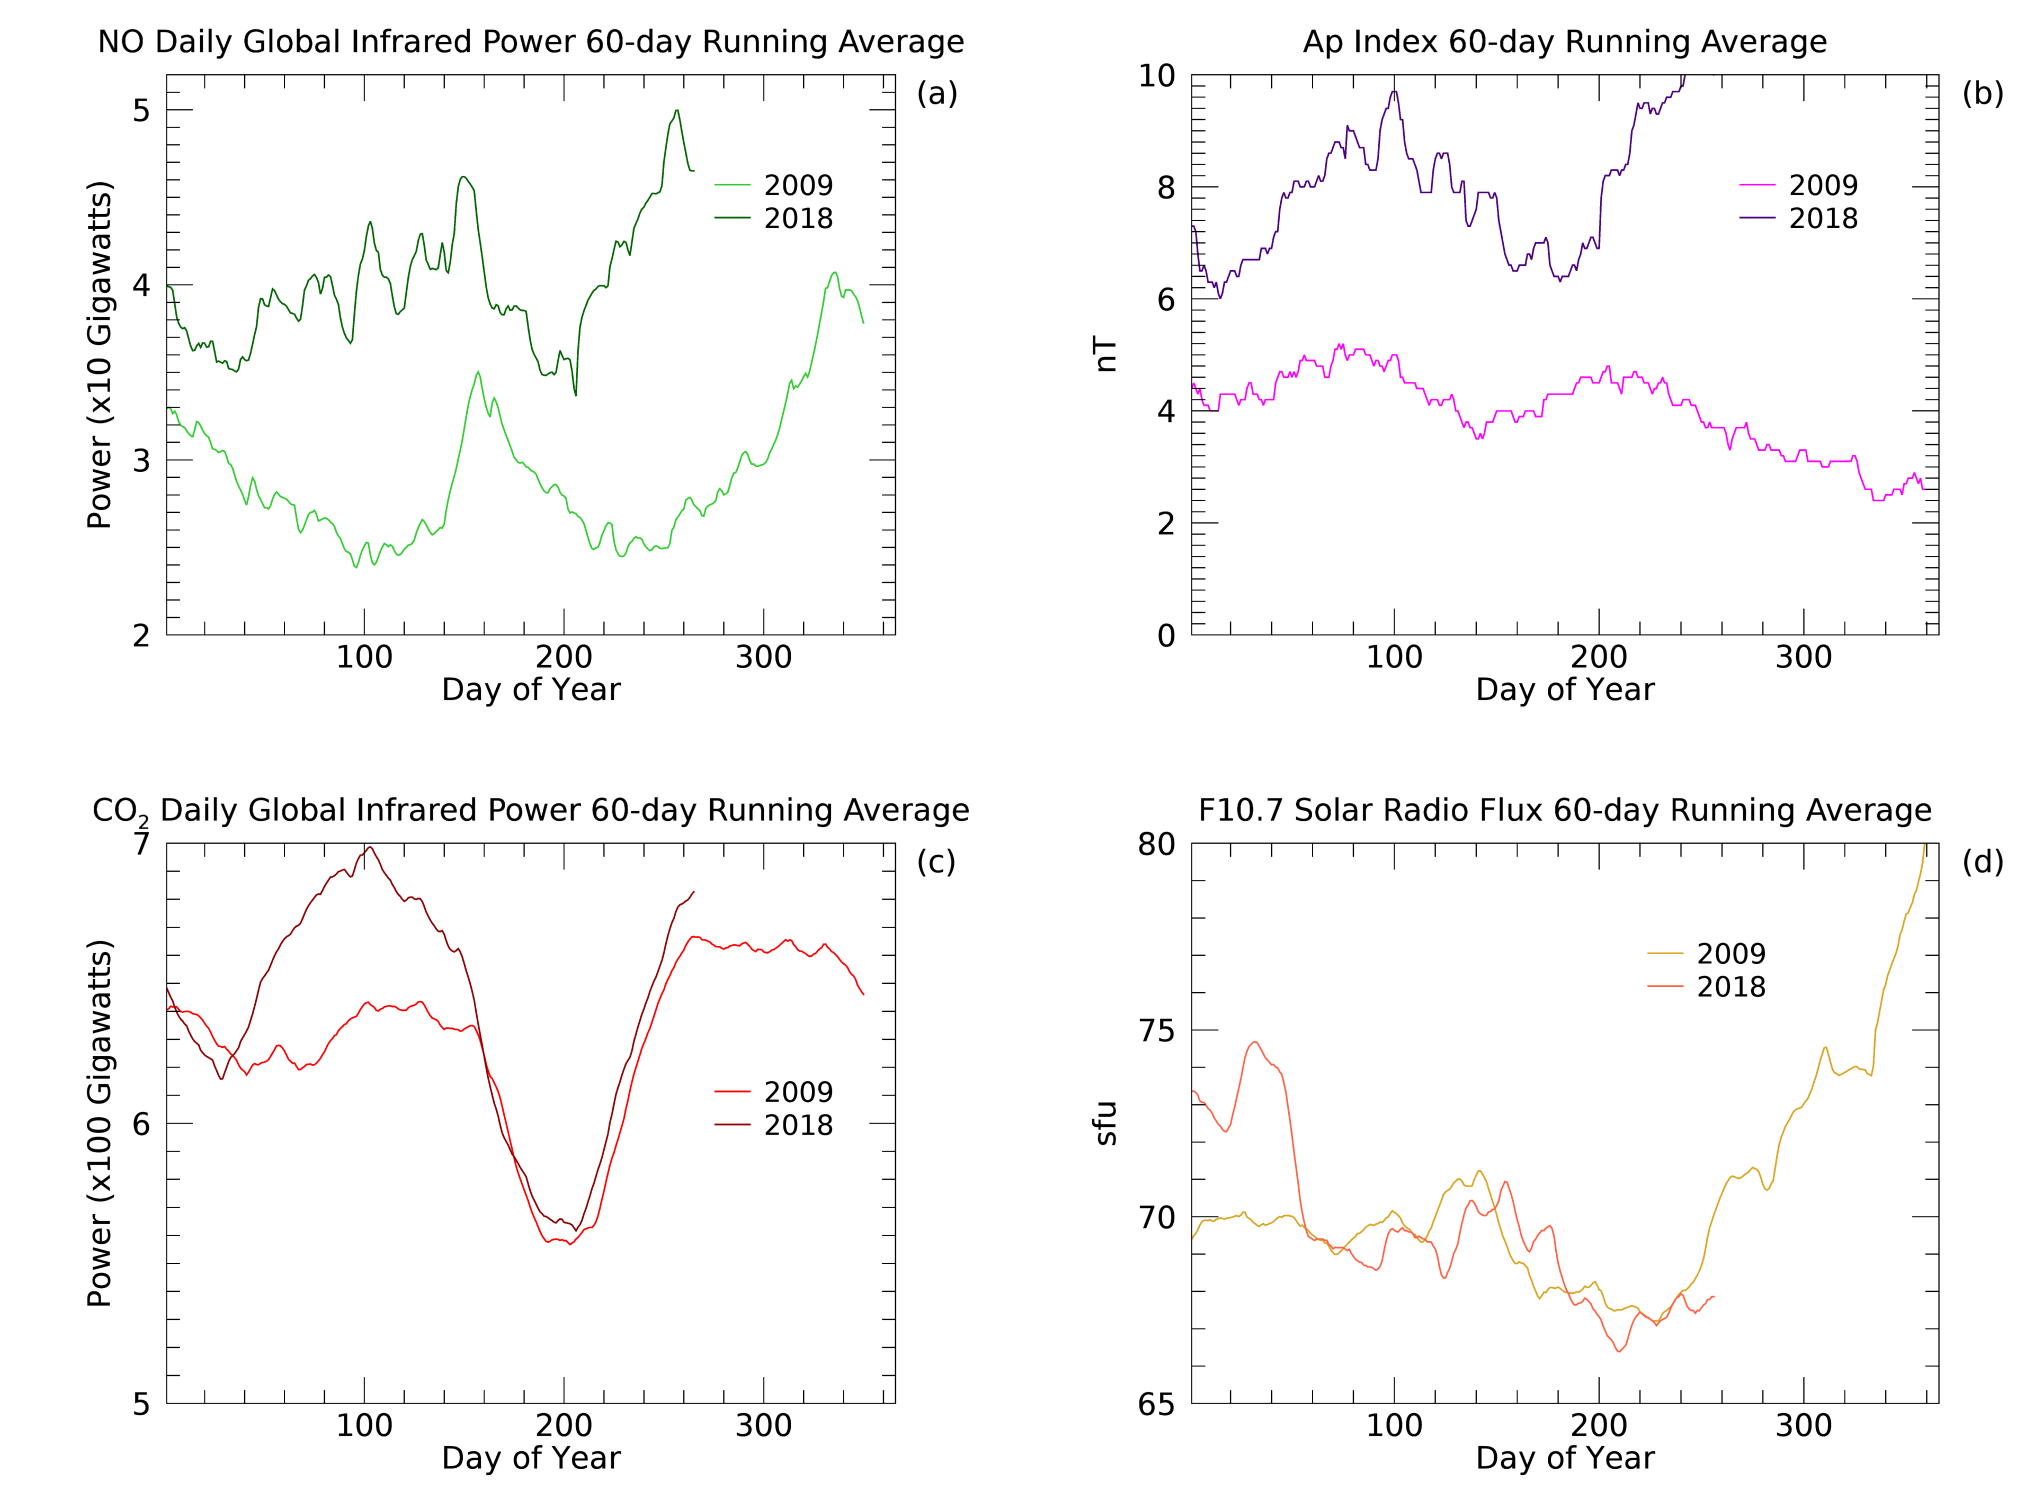 NO Daily Global Infrared Power 60-day Running Average
(a)
5
4
3
2
Power (x10 Gigawatts)
2009
2018
100 200 300
Day of Year
Ap Index 60-day Running Average
(b)
10
8
6
4
2
0
nT
2009
2018
100 200 300
Day of Year
CO₂ Daily Global Infrared Power 60-day Running Average
(c)
7
6
5
Power (x100 Gigawatts)
2009
2018
100 200 300
Day of Year
F10.7 Solar Radio Flux 60-day Running Average
(d)
80
75
70
65
sfu
2009
2018
100 200 300
Day of Year